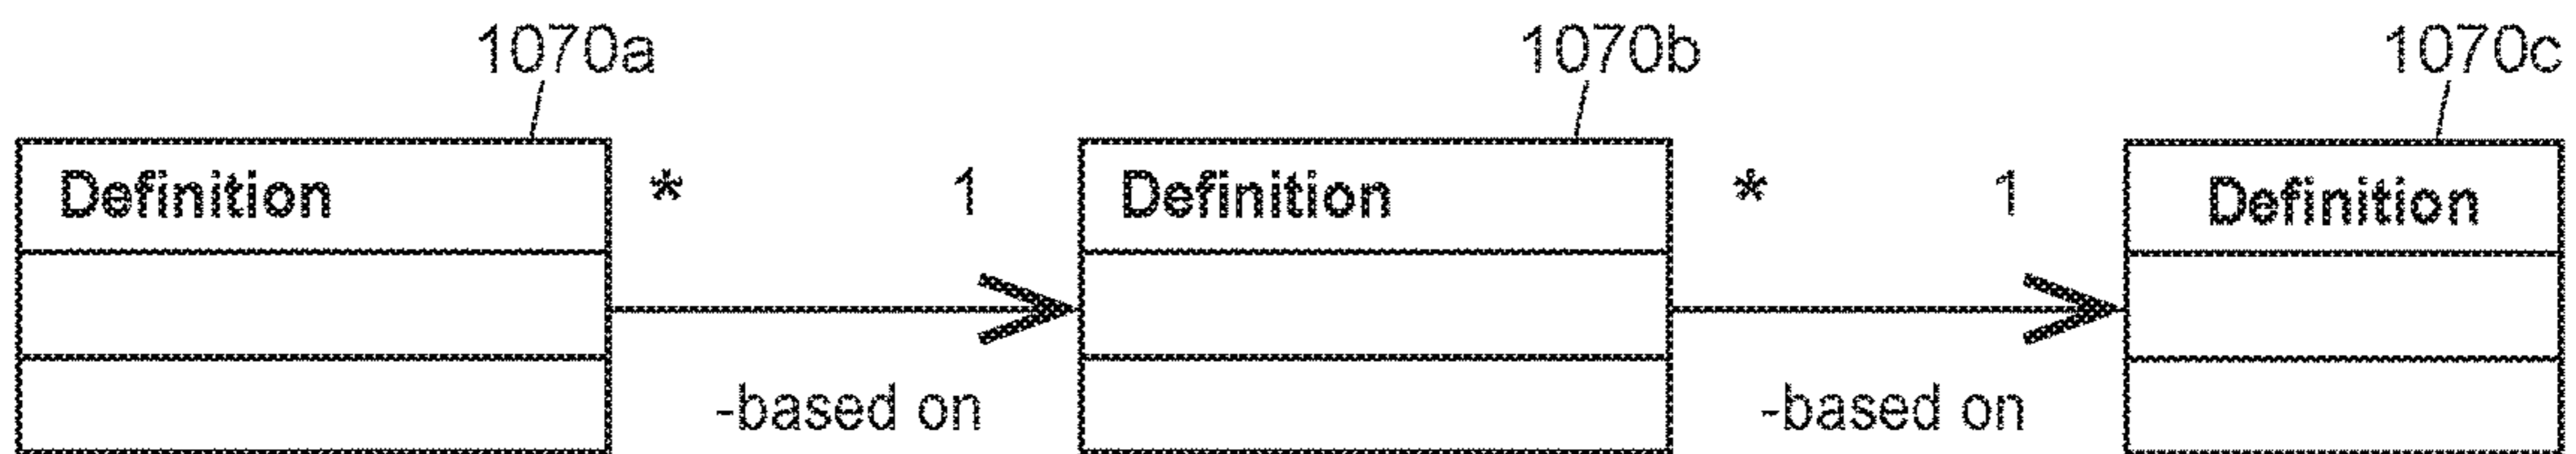 1070a 1070b 1070c
Definition * 1 Definition * 1 Definition
-based on -based on